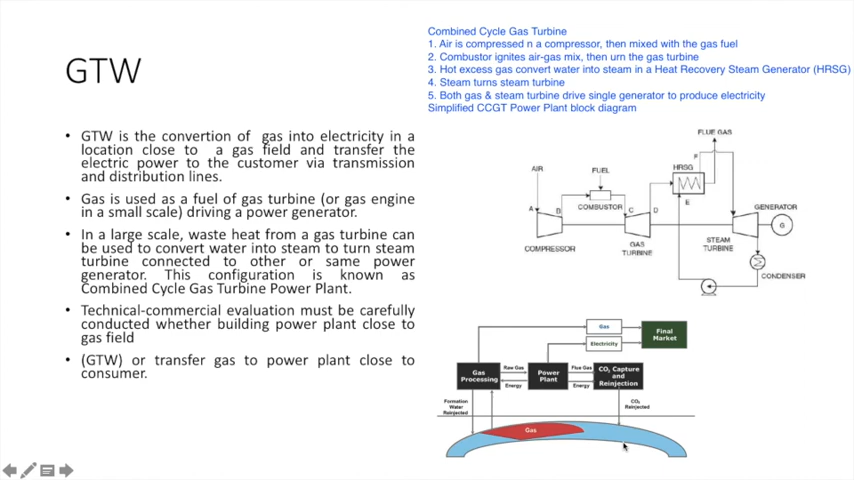 GTW
• GTW is the convertion of gas into electricity in a
location close to a gas field and transfer the
electric power to the customer via transmission
and distribution lines.
• Gas is used as a fuel of gas turbine (or gas engine
in a small scale) driving a power generator.
• In a large scale, waste heat from a gas turbine can
be used to convert water into steam to turn steam
turbine connected to other or same power
generator. This configuration is known as
Combined Cycle Gas Turbine Power Plant.
• Technical-commercial evaluation must be carefully
conducted whether building power plant close to
gas field
• (GTW) or transfer gas to power plant close to
consumer.
Combined Cycle Gas Turbine
1. Air is compressed n a compressor, then mixed with the gas fuel
2. Combustor ignites air-gas mix, then urn the gas turbine
3. Hot excess gas convert water into steam in a Heat Recovery Steam Generator (HRSG)
4. Steam turns steam turbine
5. Both gas & steam turbine drive single generator to produce electricity
Simplified CCGT Power Plant block diagram
FLUE GAS
AIR
FUEL
HRSG
F
A
B
COMBUSTOR
C
D
E
GENERATOR
G
COMPRESSOR
GAS
TURBINE
STEAM
TURBINE
CONDENSER
Gas
Electricity
Final
Market
Gas
Processing
Raw Gas
Energy
Power
Plant
Flue Gas
Energy
CO2 Capture
and
Reinjection
Formation
Water
Reinjected
CO2
Reinjected
Gas